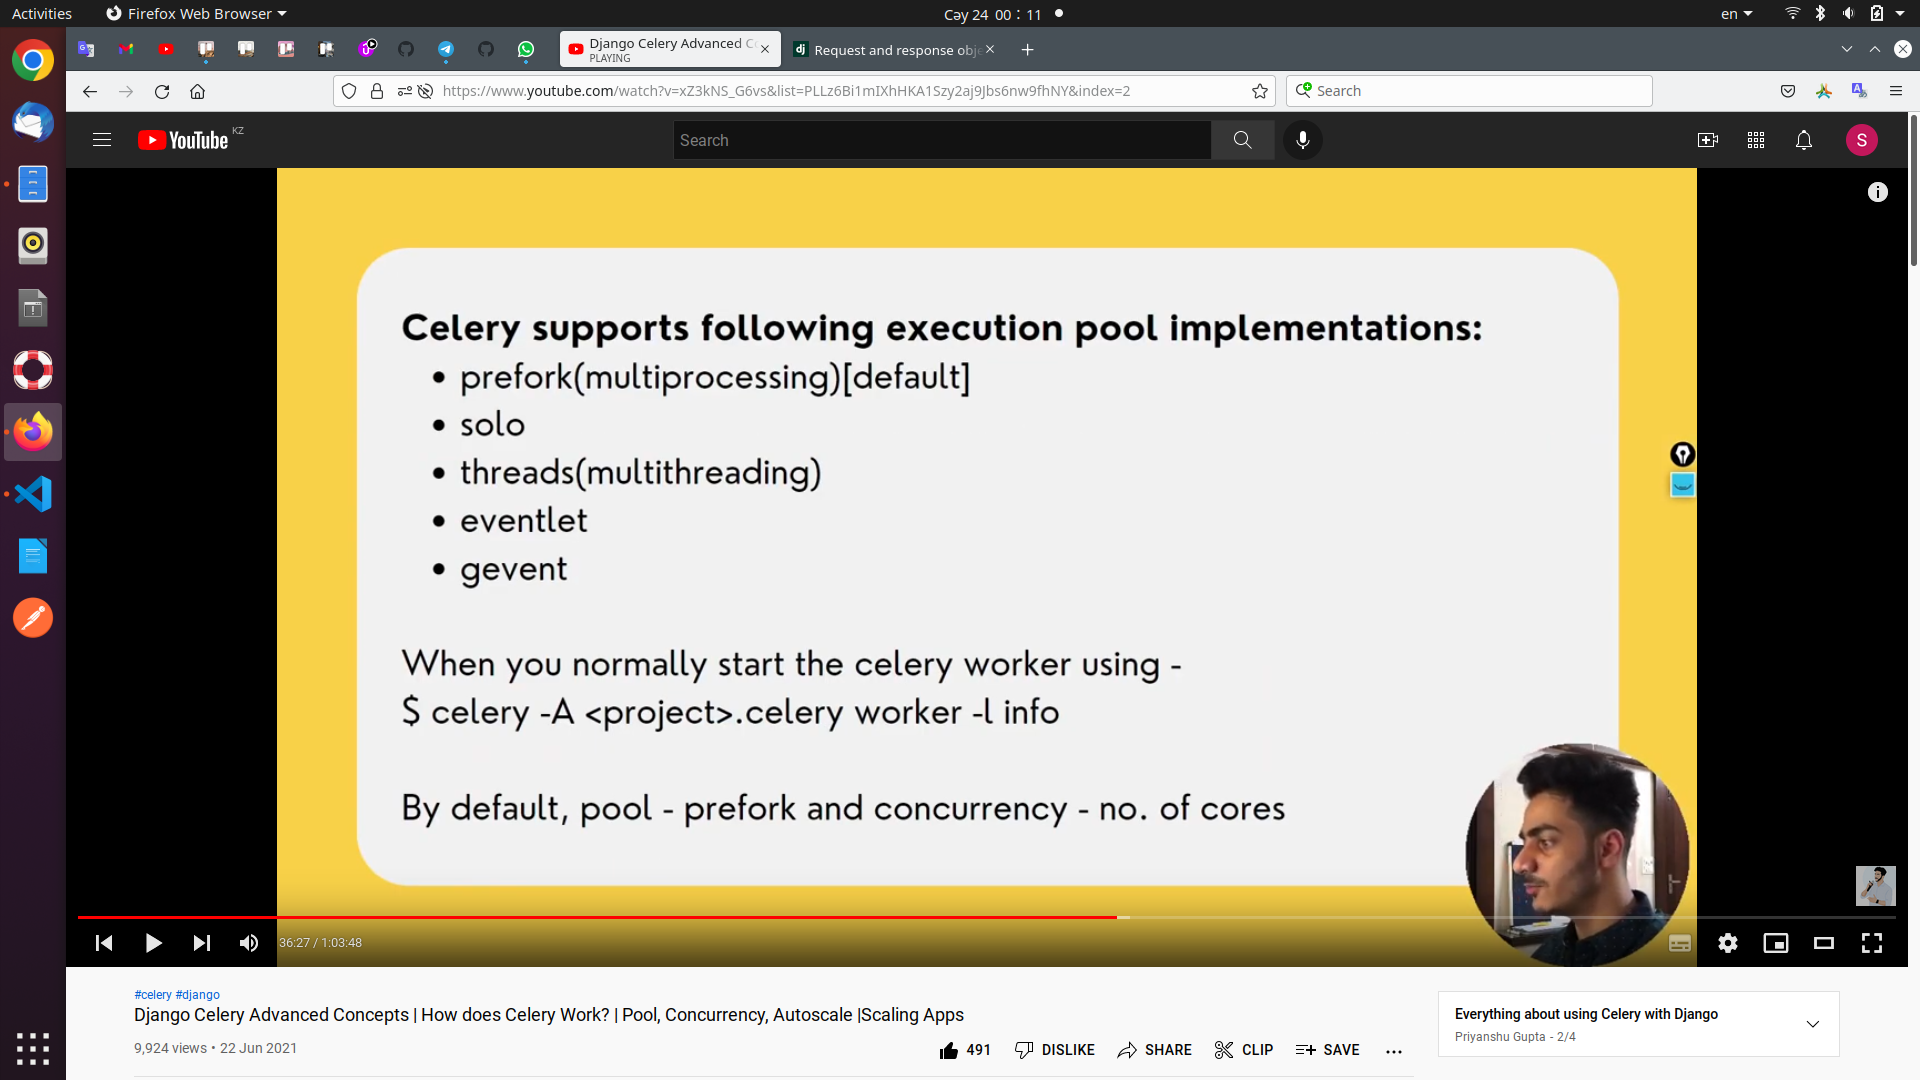 Activities
Firefox Web Browser
Сəу 24 00 : 11
en
Django Celery Advanced C
PLAYING
Request and response obje
https://www.youtube.com/watch?v=xZ3kNS_G6vs&list=PLLz6Bi1mIXhHKA1Szy2aj9Jbs6nw9fhNY&index=2
Search
YouTube KZ
Search
S
Celery supports following execution pool implementations:
• prefork(multiprocessing)[default]
• solo
• threads(multithreading)
• eventlet
• gevent
When you normally start the celery worker using -
$ celery -A <project>.celery worker -l info
By default, pool - prefork and concurrency - no. of cores
36:27 / 1:03:48
#celery #django
Django Celery Advanced Concepts | How does Celery Work? | Pool, Concurrency, Autoscale |Scaling Apps
9,924 views • 22 Jun 2021
491
DISLIKE
SHARE
CLIP
SAVE
Everything about using Celery with Django
Priyanshu Gupta - 2/4